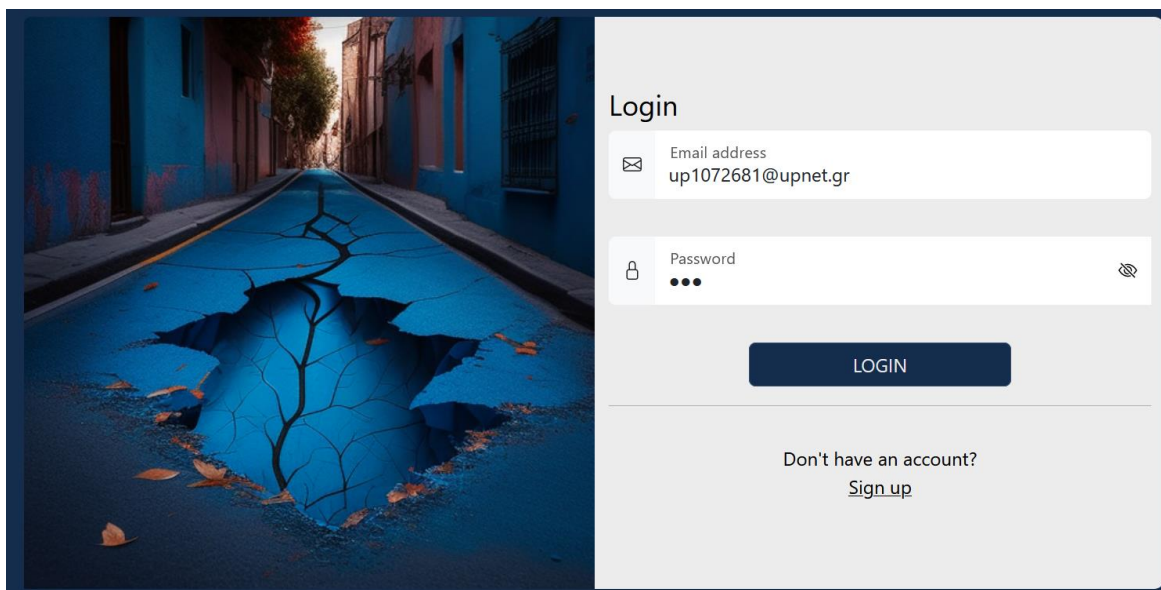 Login
Email address
up1072681@upnet.gr
Password
●●●
LOGIN
Don't have an account?
Sign up